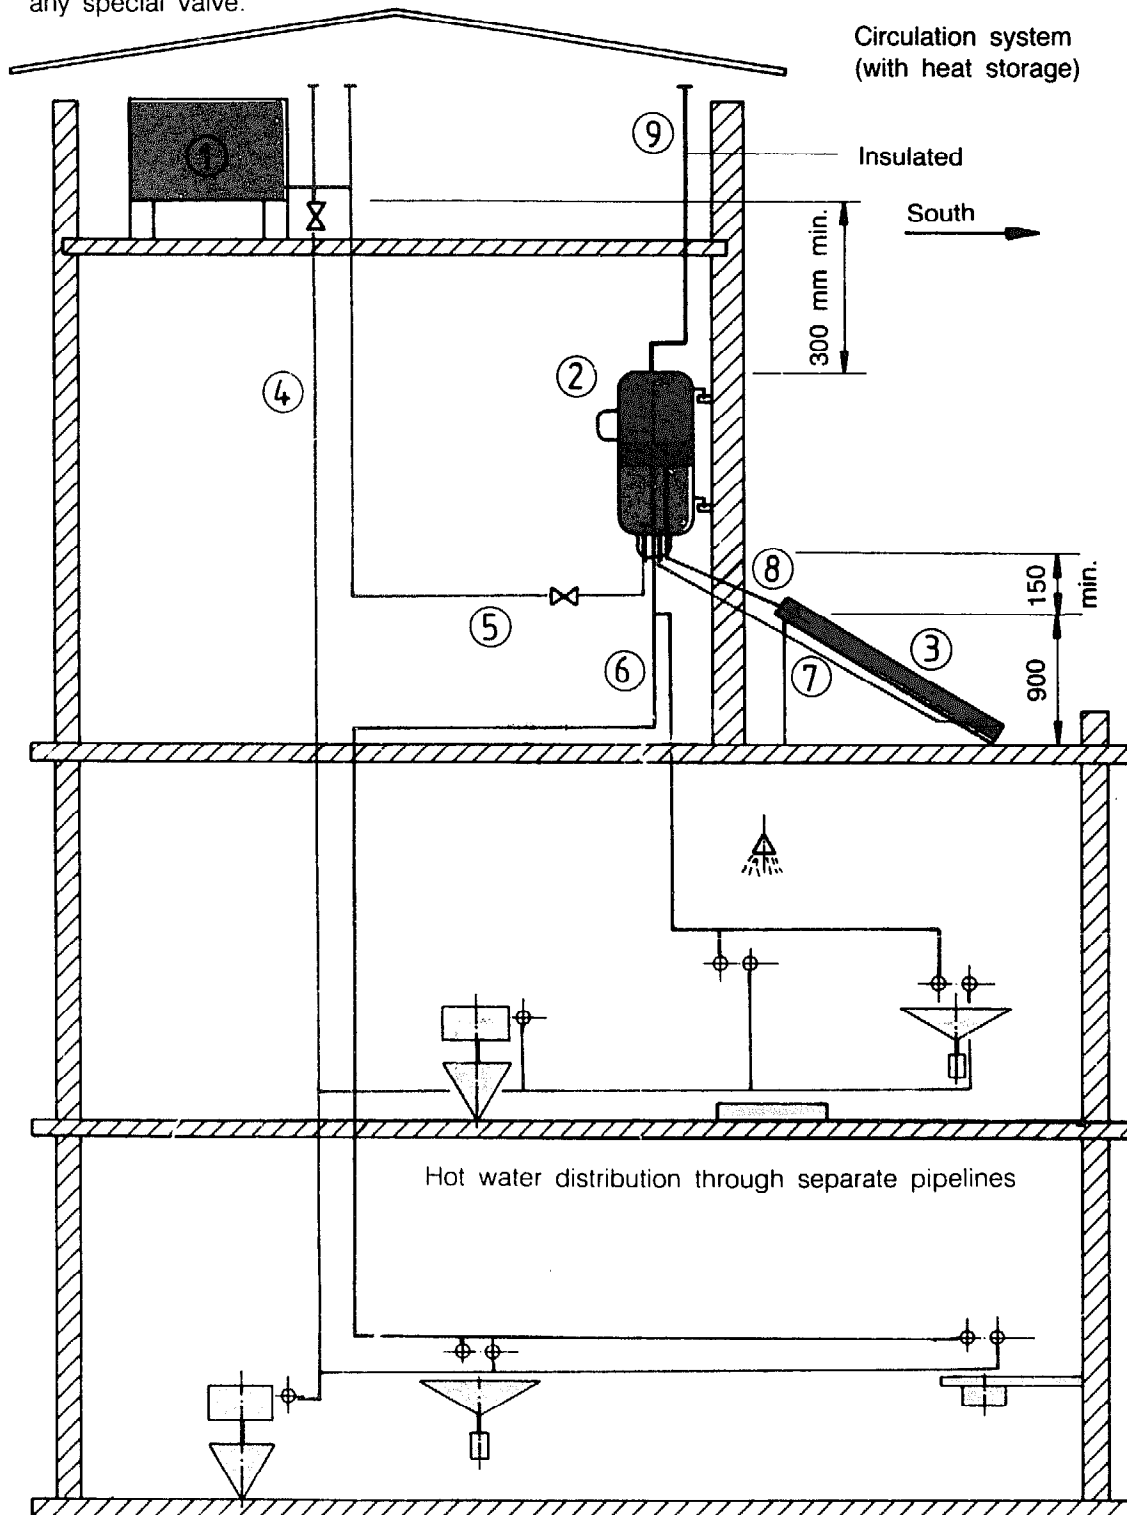 any special valve.
Circulation system
(with heat storage)
1
9
Insulated
South
300 mm min.
2
4
8
150
min.
5
3
6
7
900
Hot water distribution through separate pipelines